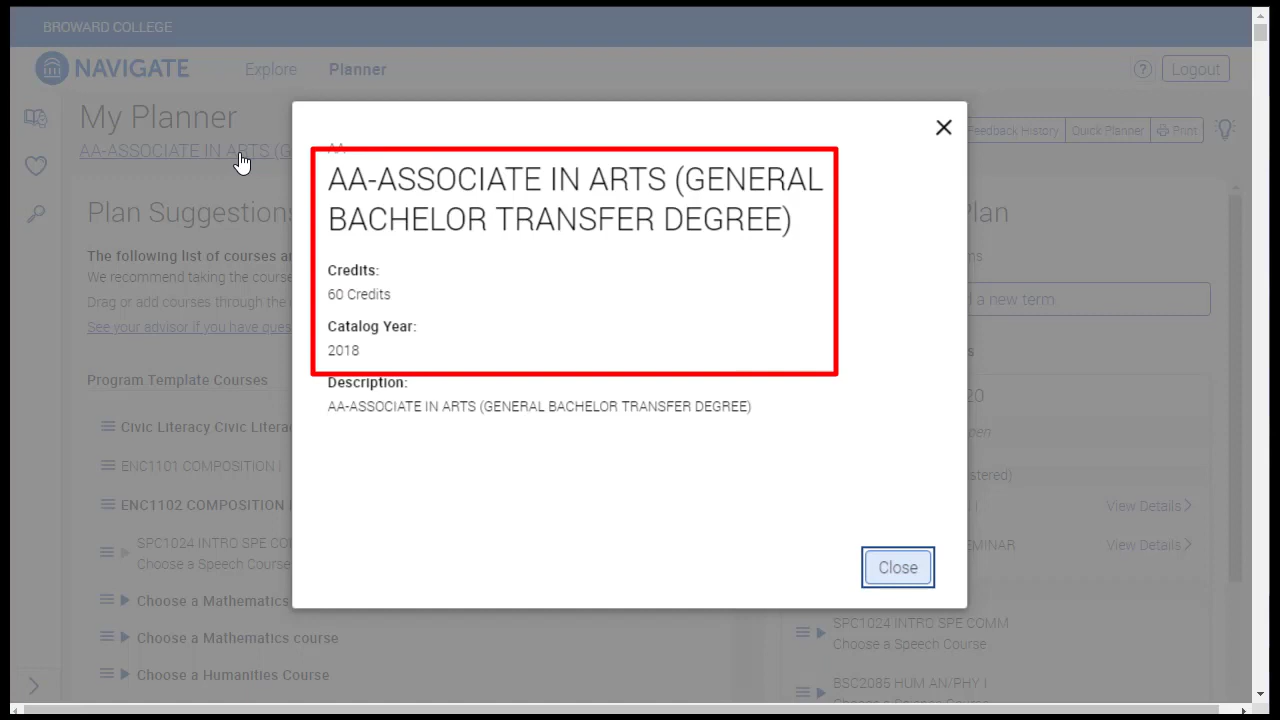 BROWARD COLLEGE
NAVIGATE
Explore
Planner
?
Logout
My Planner
AA-ASSOCIATE IN ARTS (G
Feedback History
Quick Planner
Print
Plan Suggestions
Plan
The following list of courses a
We recommend taking the course
Drag or add courses through the
See your advisor if you have ques
a new term
Program Template Courses
20
Civic Literacy Civic Litera
ENC1101 COMPOSITION I
ENC1102 COMPOSITION
SPC1024 INTRO SPE CO
Choose a Speech Course
Choose a Mathematics
Choose a Mathematics course
Choose a Humanities Course
AA
AA-ASSOCIATE IN ARTS (GENERAL
BACHELOR TRANSFER DEGREE)
Credits:
60 Credits
Catalog Year:
2018
Description:
AA-ASSOCIATE IN ARTS (GENERAL BACHELOR TRANSFER DEGREE)
Close
stered)
View Details
EMINAR
View Details
SPC1024 INTRO SPE COMM
Choose a Speech Course
BSC2085 HUM AN/PHY I